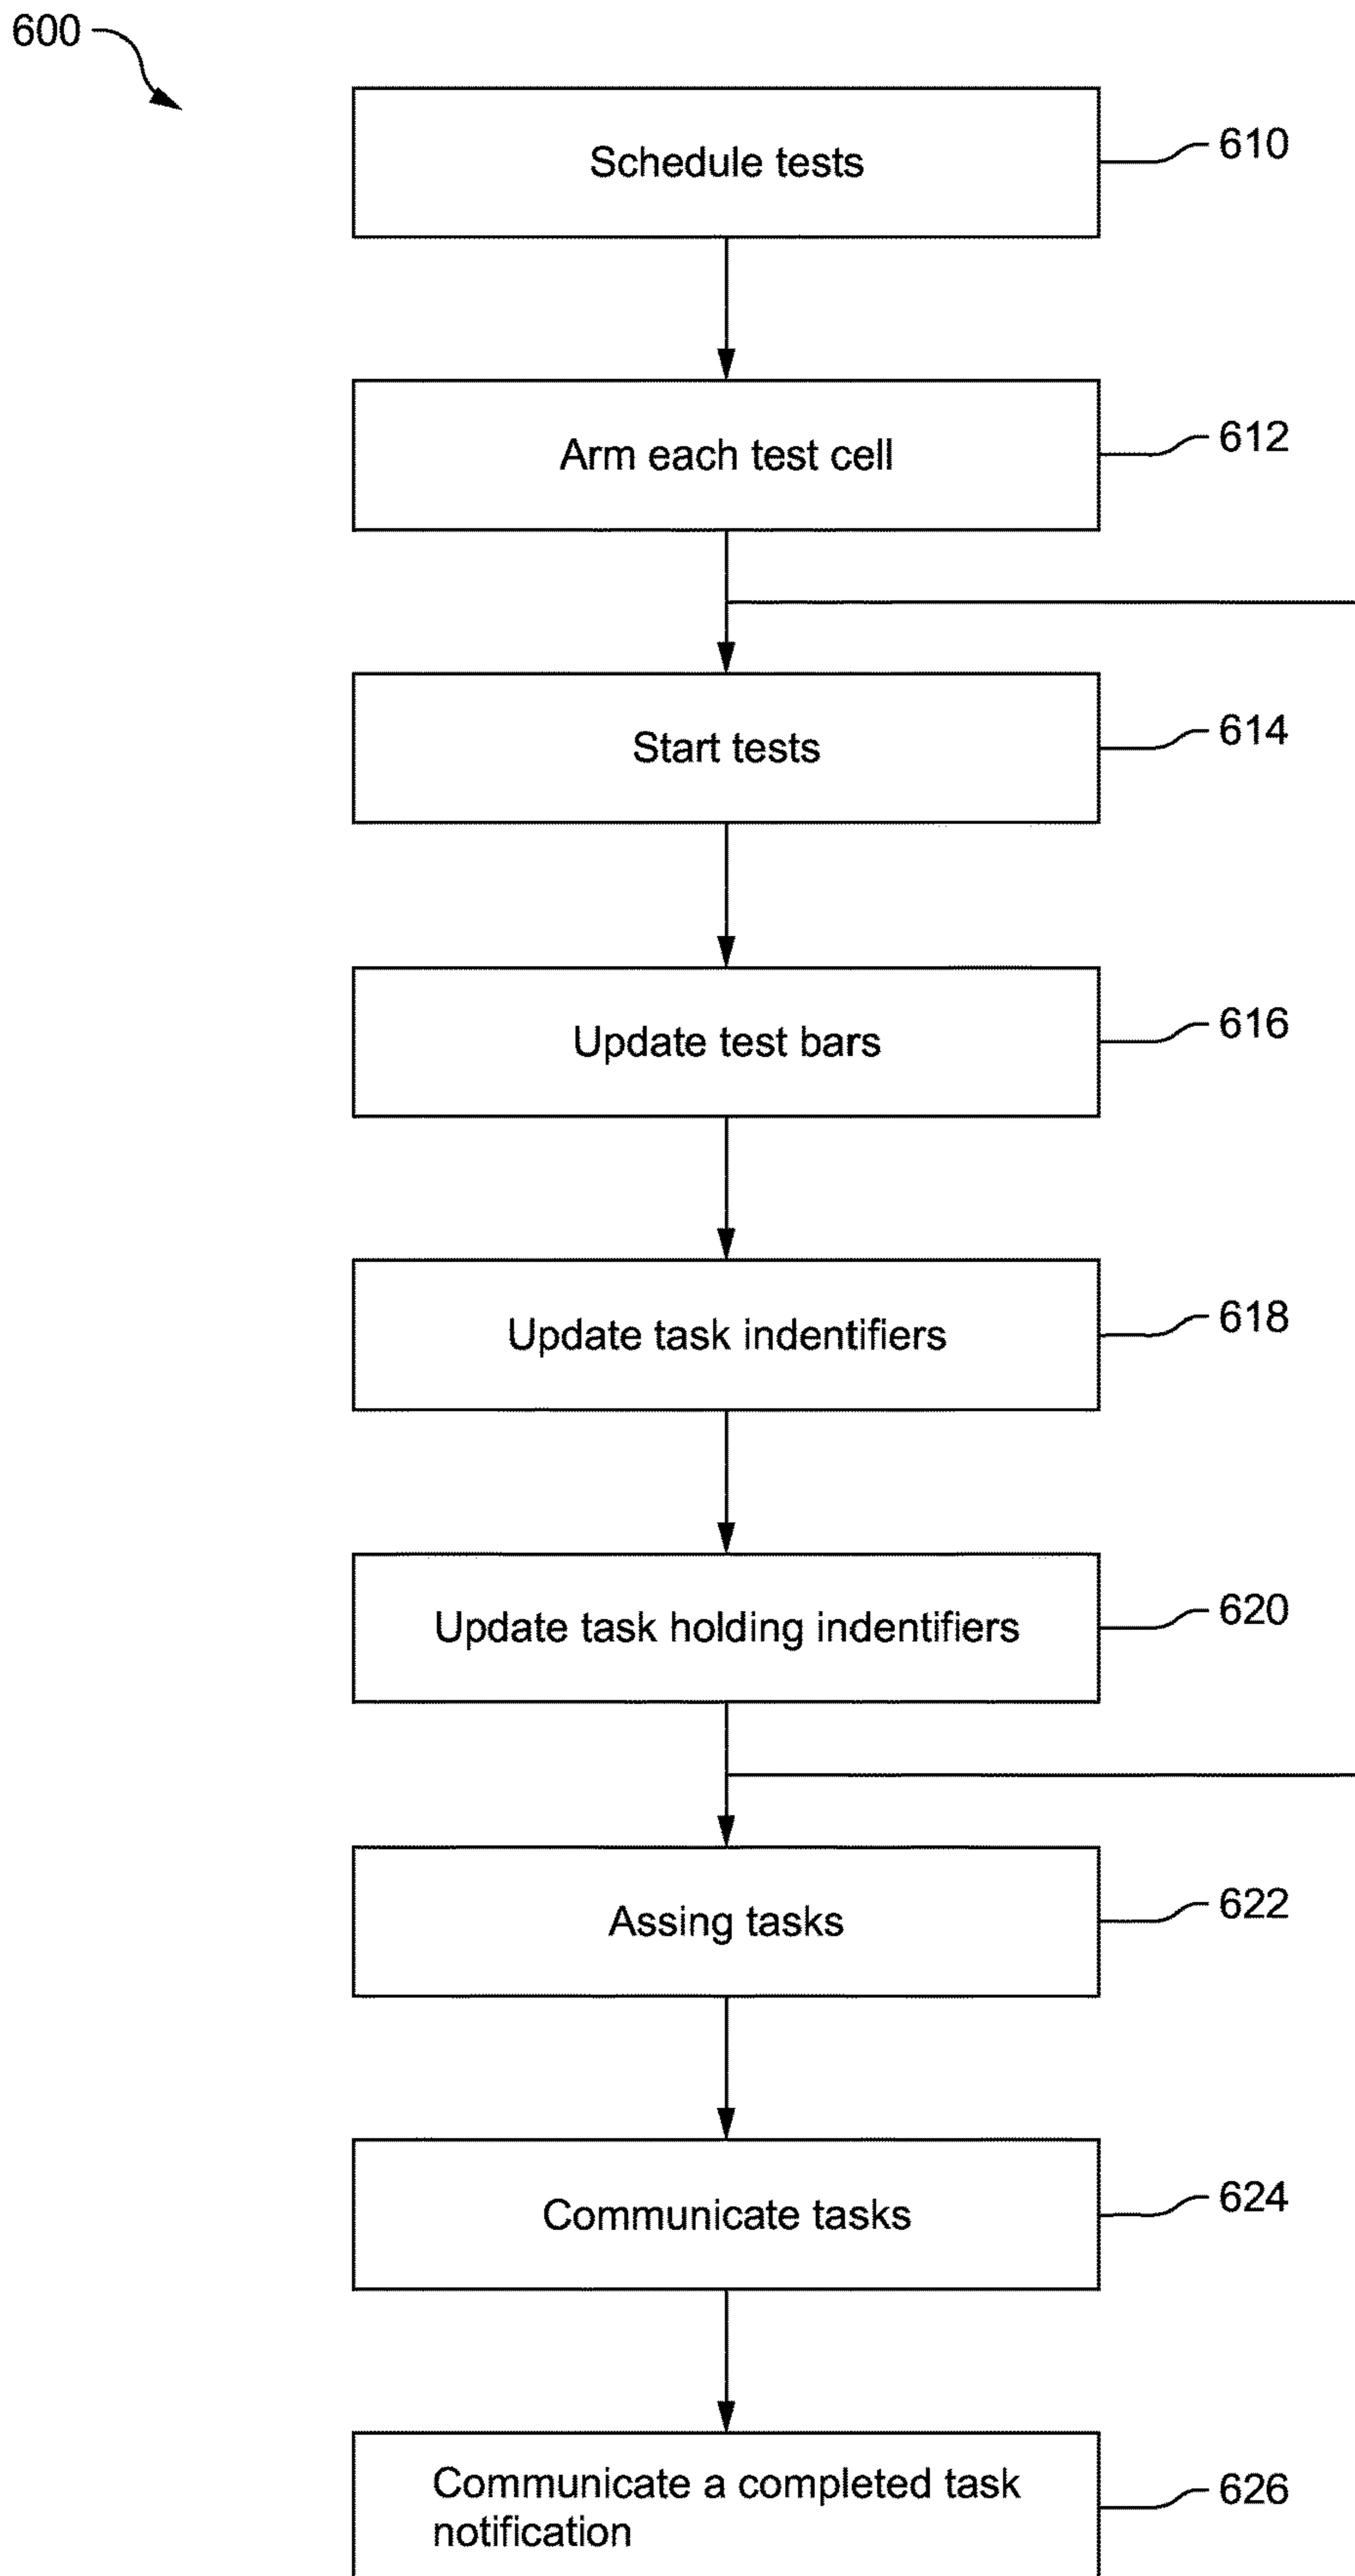 600
Schedule tests
610
Arm each test cell
612
Start tests
614
Update test bars
616
Update task indentifiers
618
Update task holding indentifiers
620
Assing tasks
622
Communicate tasks
624
Communicate a completed task
notification
626